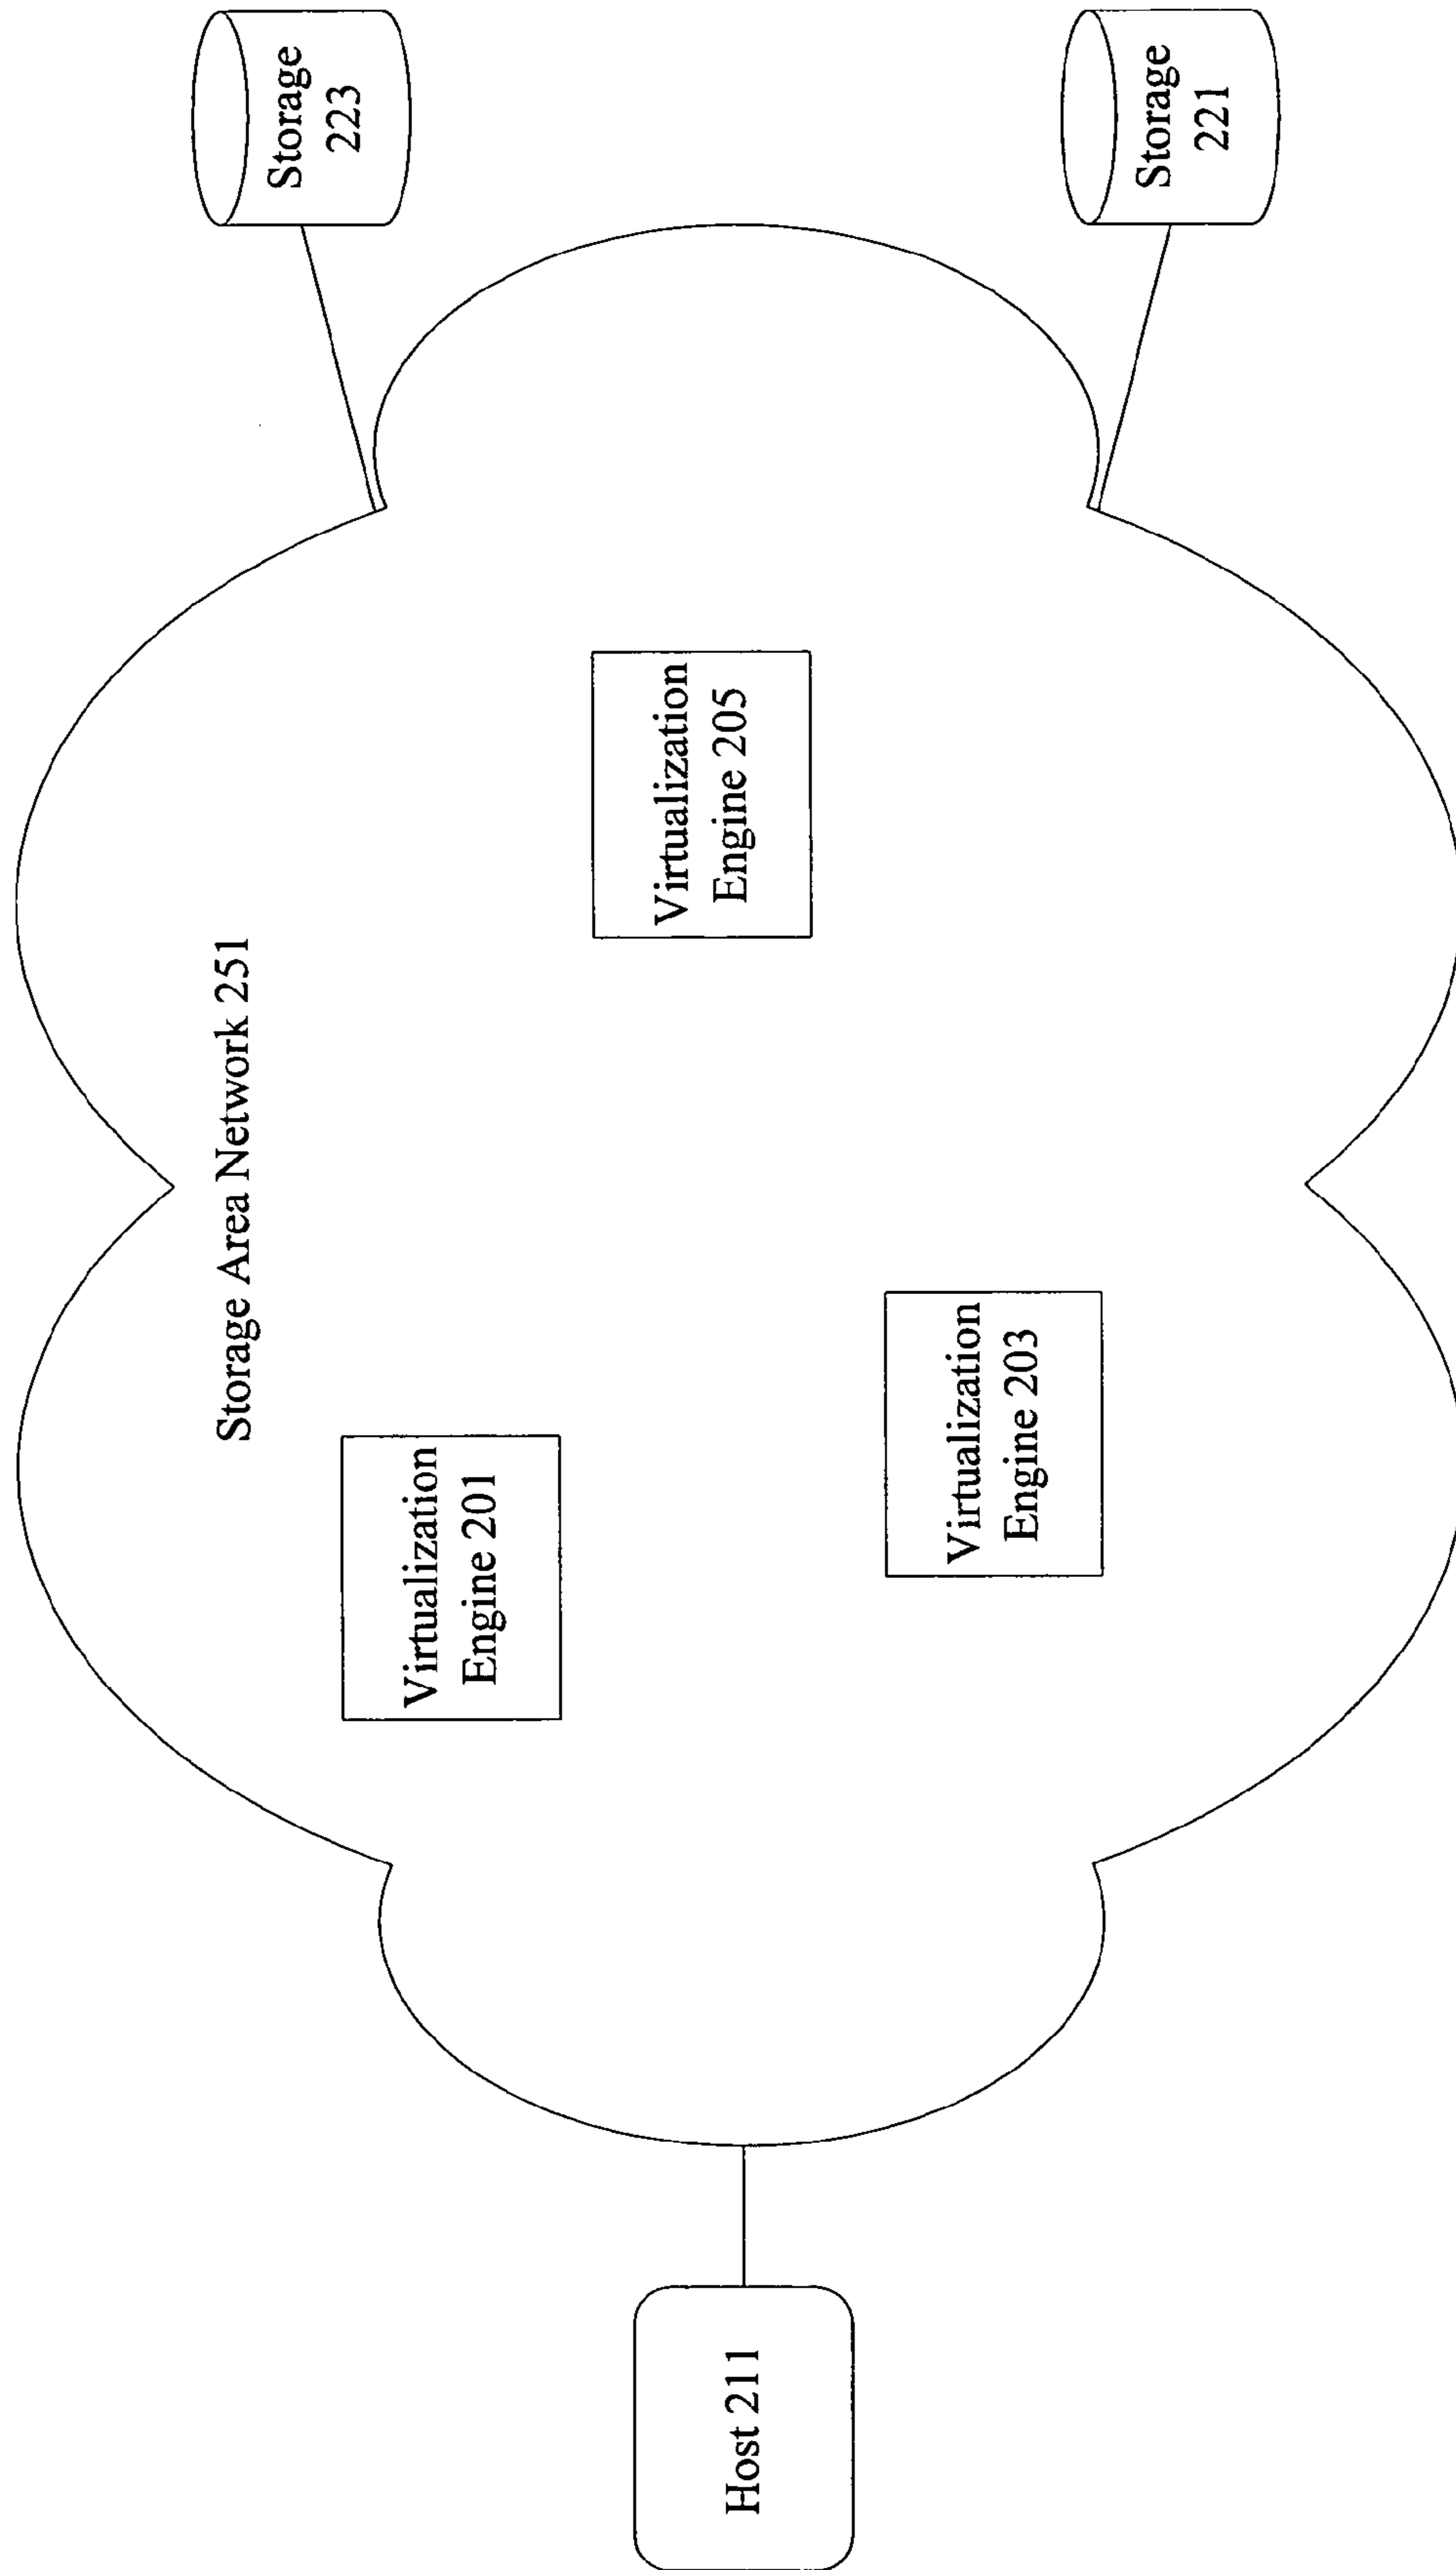 Storage Area Network 251
Storage
223
Virtualization
Engine 201
Virtualization
Engine 205
Host 211
Virtualization
Engine 203
Storage
221